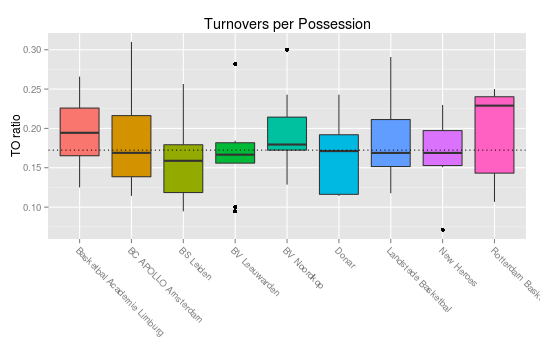 Turnovers per Possession
TO ratio
0.30
0.25
0.20
0.15
0.10
Basketbal Academie Limburg
BC APOLLO Amsterdam
BS Leiden
BV Leeuwarden
BV Noordkop
Donar
Landstede Basketbal
New Heroes
Rotterdam Bask